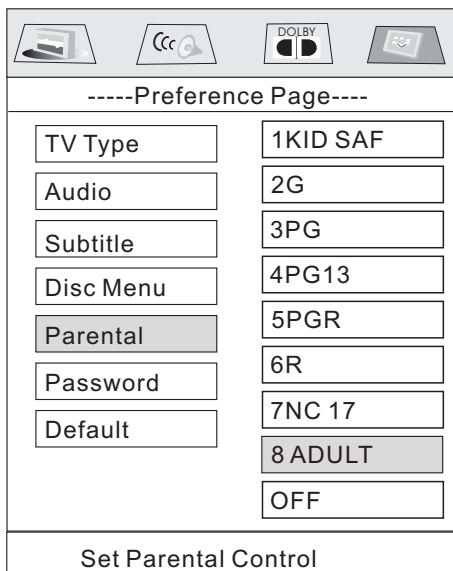 DOLBY
-----Preference Page----
TV Type
Audio
Subtitle
Disc Menu
Parental
Password
Default
1KID SAF
2G
3PG
4PG13
5PGR
6R
7NC 17
8 ADULT
OFF
Set Parental Control